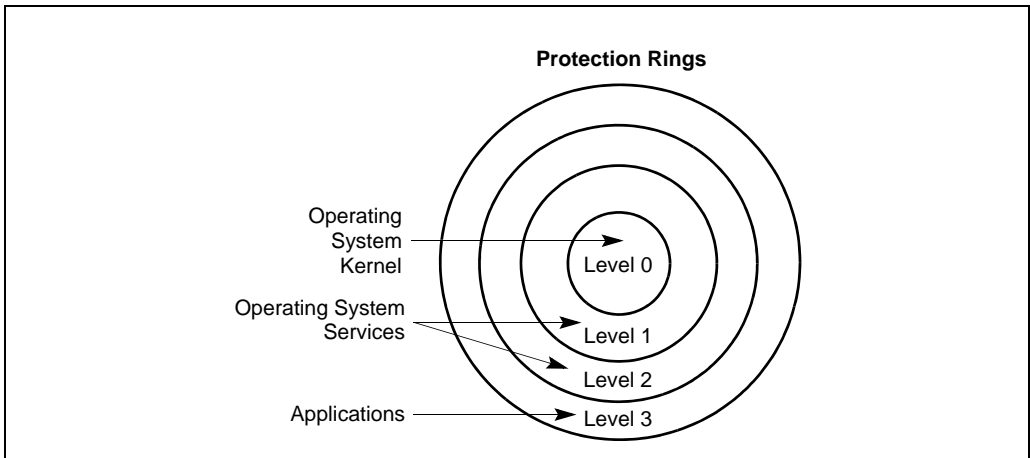 Protection Rings
Operating
System
Kernel
Level 0
Operating System
Services
Level 1
Level 2
Applications
Level 3